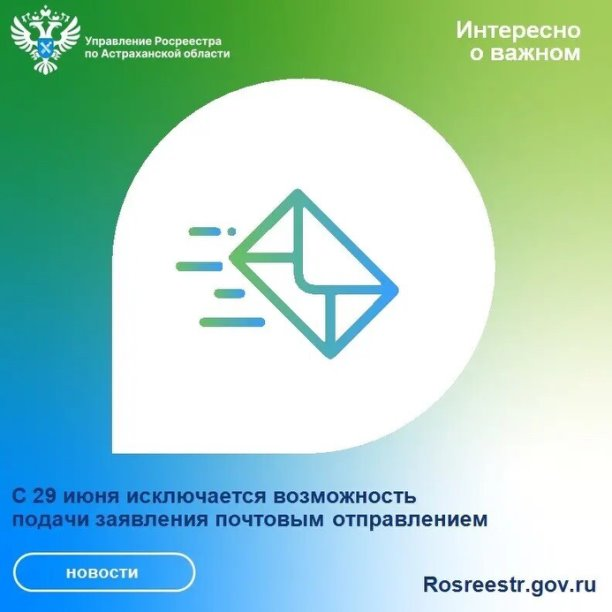 Управление Росреестра
по Астраханской области
Интересно
о важном
С 29 июня исключается возможность
подачи заявления почтовым отправлением
новости
Rosreestr.gov.ru